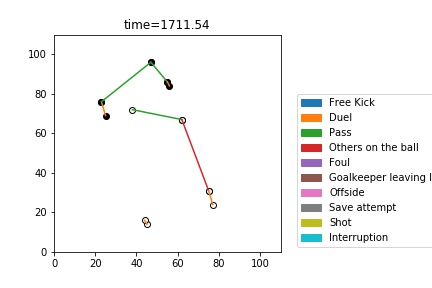 time=1711.54
100
80
60
40
20
0
0 20 40 60 80 100
Free Kick
Duel
Pass
Others on the ball
Foul
Goalkeeper leaving
Offside
Save attempt
Shot
Interruption